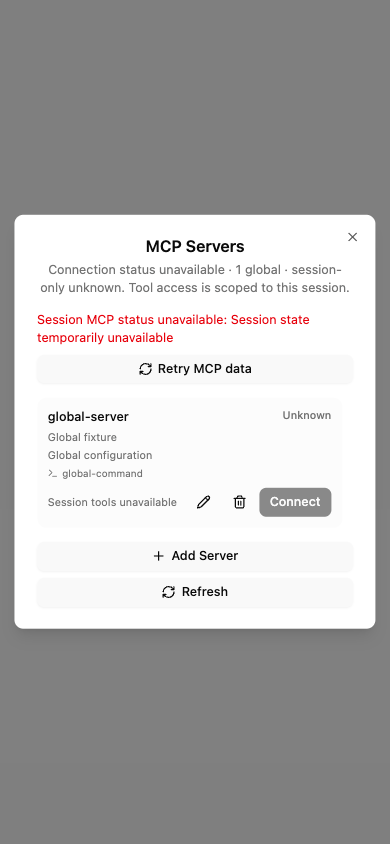 MCP Servers
Connection status unavailable · 1 global · session-
only unknown. Tool access is scoped to this session.
Session MCP status unavailable: Session state
temporarily unavailable
Retry MCP data
global-server
Unknown
Global fixture
Global configuration
>_ global-command
Session tools unavailable
Connect
Add Server
Refresh